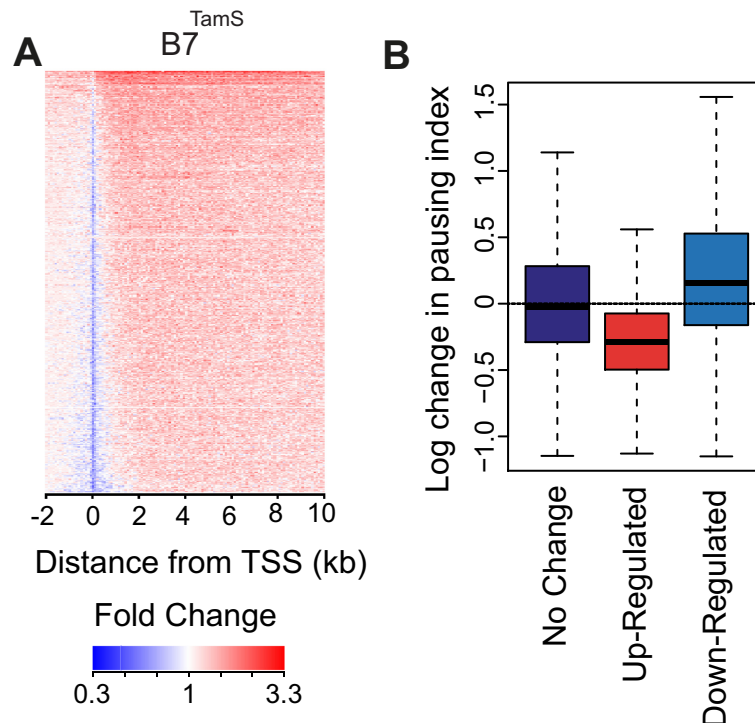 A
B7 TamS
-2 0 2 4 6 8 10
Distance from TSS (kb)
Fold Change
0.3 1 3.3
B
Log change in pausing index
1.5
1.0
0.5
0
−0.5
−1.0
No Change
Up-Regulated
Down-Regulated